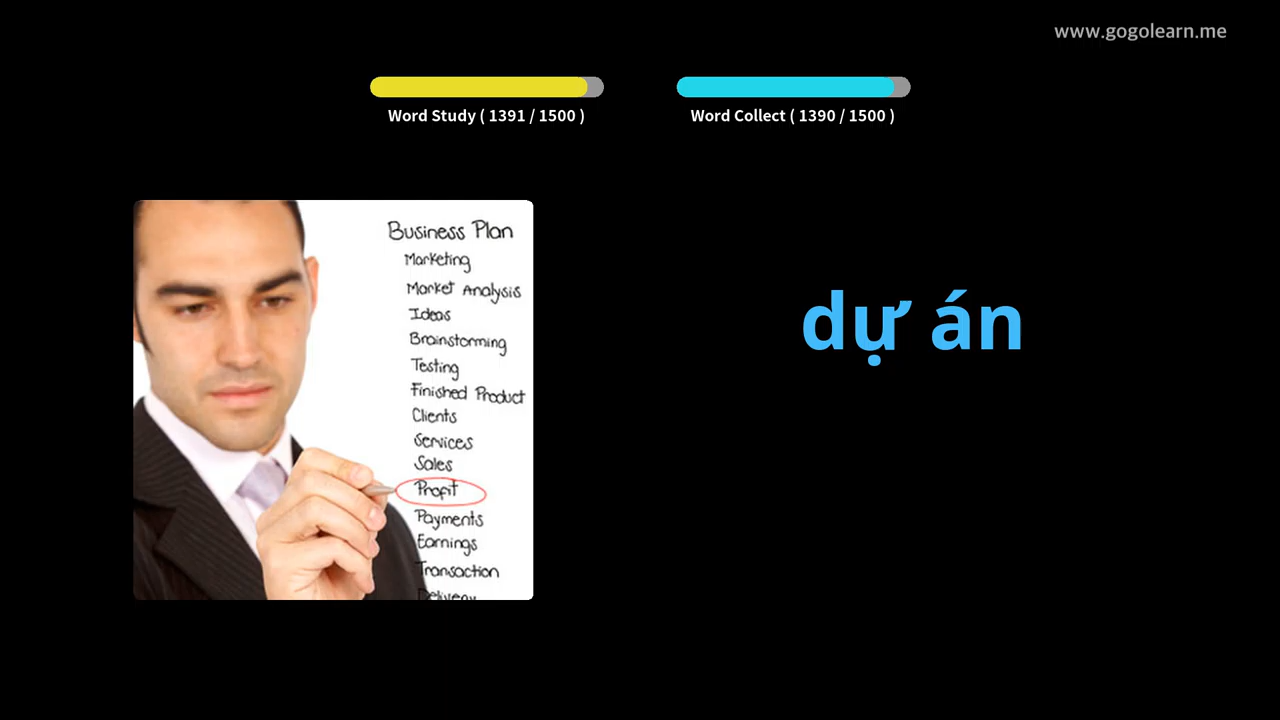 www.gogolearn.me
Word Study ( 1391 / 1500 )
Word Collect ( 1390 / 1500 )
Business Plan
Marketing
Market Analysis
Ideas
Brainstorming
Testing
Finished Product
Clients
Services
Sales
Profit
Payments
Earnings
Transaction
Delivery
dự án